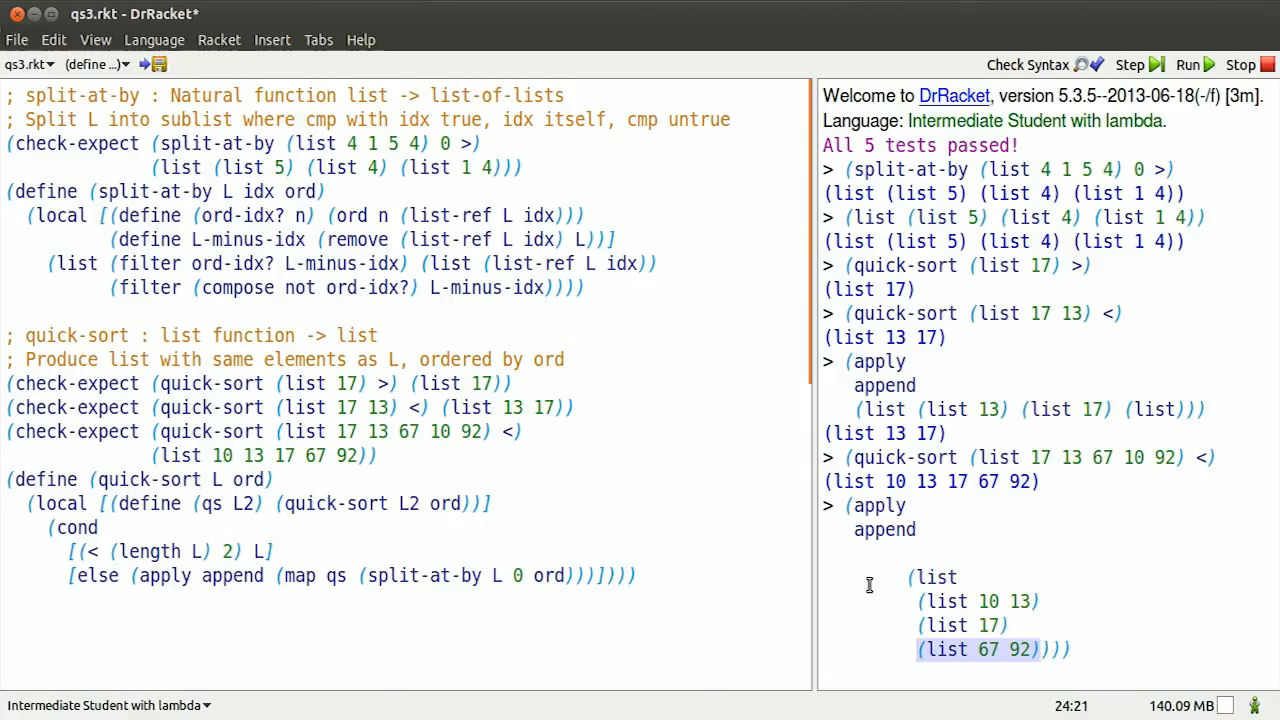 qs3.rkt - DrRacket*
File Edit View Language Racket Insert Tabs Help
qs3.rkt▾ (define ...)▾ Check Syntax Step Run Stop
; split-at-by : Natural function list -> list-of-lists
; Split L into sublist where cmp with idx true, idx itself, cmp untrue
(check-expect (split-at-by (list 4 1 5 4) 0 >)
(list (list 5) (list 4) (list 1 4)))
(define (split-at-by L idx ord)
(local [(define (ord-idx? n) (ord n (list-ref L idx)))
(define L-minus-idx (remove (list-ref L idx) L))]
(list (filter ord-idx? L-minus-idx) (list (list-ref L idx))
(filter (compose not ord-idx?) L-minus-idx))))
; quick-sort : list function -> list
; Produce list with same elements as L, ordered by ord
(check-expect (quick-sort (list 17) >) (list 17))
(check-expect (quick-sort (list 17 13) <) (list 13 17))
(check-expect (quick-sort (list 17 13 67 10 92) <)
(list 10 13 17 67 92))
(define (quick-sort L ord)
(local [(define (qs L2) (quick-sort L2 ord))]
(cond
[(< (length L) 2) L]
[else (apply append (map qs (split-at-by L 0 ord)))])))
Welcome to DrRacket, version 5.3.5--2013-06-18(-/f) [3m].
Language: Intermediate Student with lambda.
All 5 tests passed!
> (split-at-by (list 4 1 5 4) 0 >)
(list (list 5) (list 4) (list 1 4))
> (list (list 5) (list 4) (list 1 4))
(list (list 5) (list 4) (list 1 4))
> (quick-sort (list 17) >)
(list 17)
> (quick-sort (list 17 13) <)
(list 13 17)
> (apply
append
(list (list 13) (list 17) (list)))
(list 13 17)
> (quick-sort (list 17 13 67 10 92) <)
(list 10 13 17 67 92)
> (apply
append
(list
(list 10 13)
(list 17)
(list 67 92))))
Intermediate Student with lambda▾ 24:21 140.09 MB